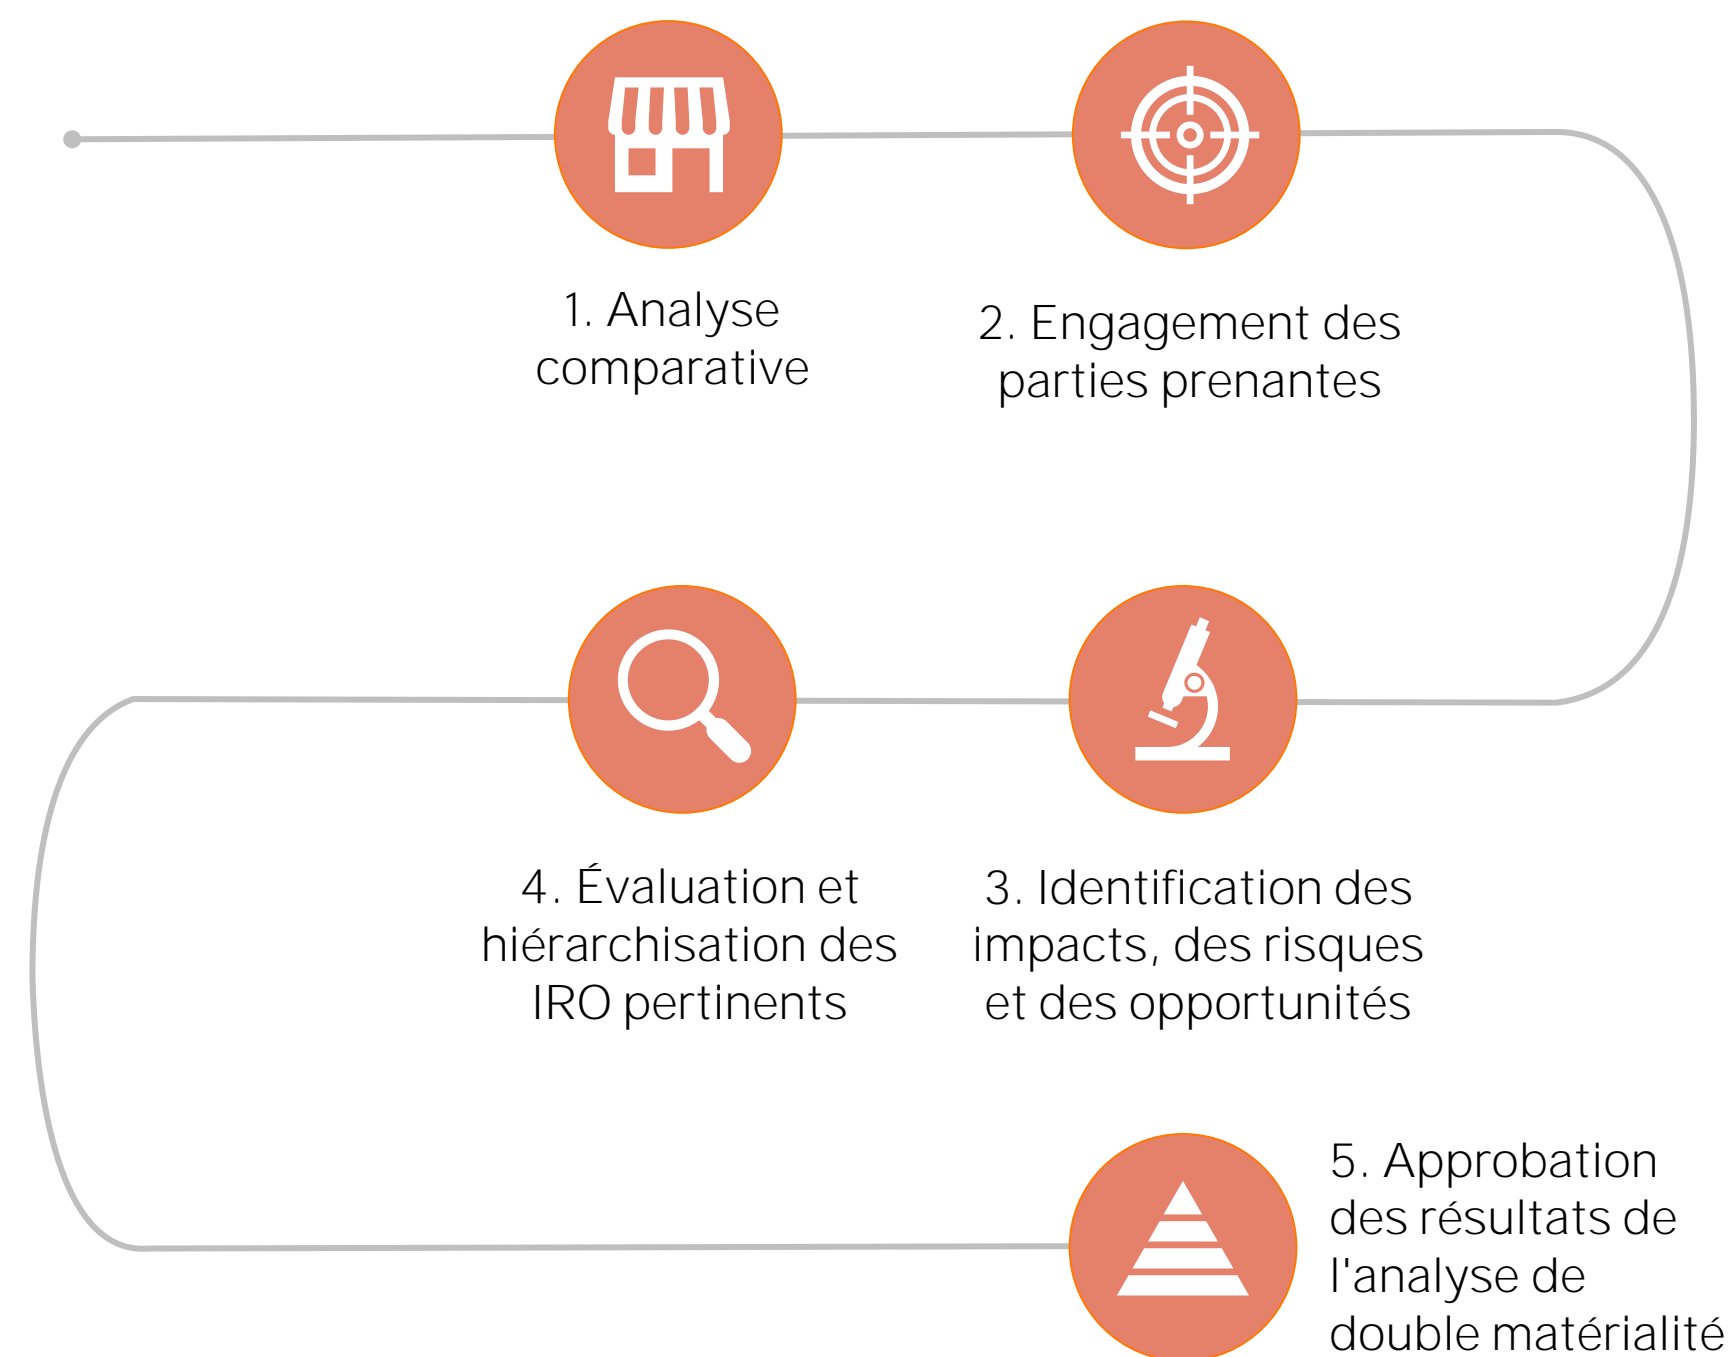 1. Analyse
comparative
2. Engagement des
parties prenantes
3. Identification des
impacts, des risques
et des opportunités
4. Évaluation et
hiérarchisation des
IRO pertinents
5. Approbation
des résultats de
l'analyse de
double matérialité